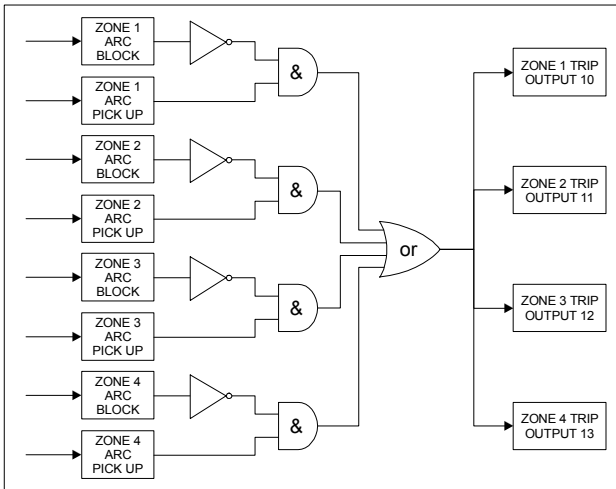 ZONE 1
ARC
BLOCK
&
ZONE 1
ARC
PICK UP
ZONE 2
ARC
BLOCK
&
ZONE 2
ARC
PICK UP
ZONE 3
ARC
BLOCK
&
ZONE 3
ARC
PICK UP
ZONE 4
ARC
BLOCK
&
ZONE 4
ARC
PICK UP
or
ZONE 1 TRIP
OUTPUT 10
ZONE 2 TRIP
OUTPUT 11
ZONE 3 TRIP
OUTPUT 12
ZONE 4 TRIP
OUTPUT 13